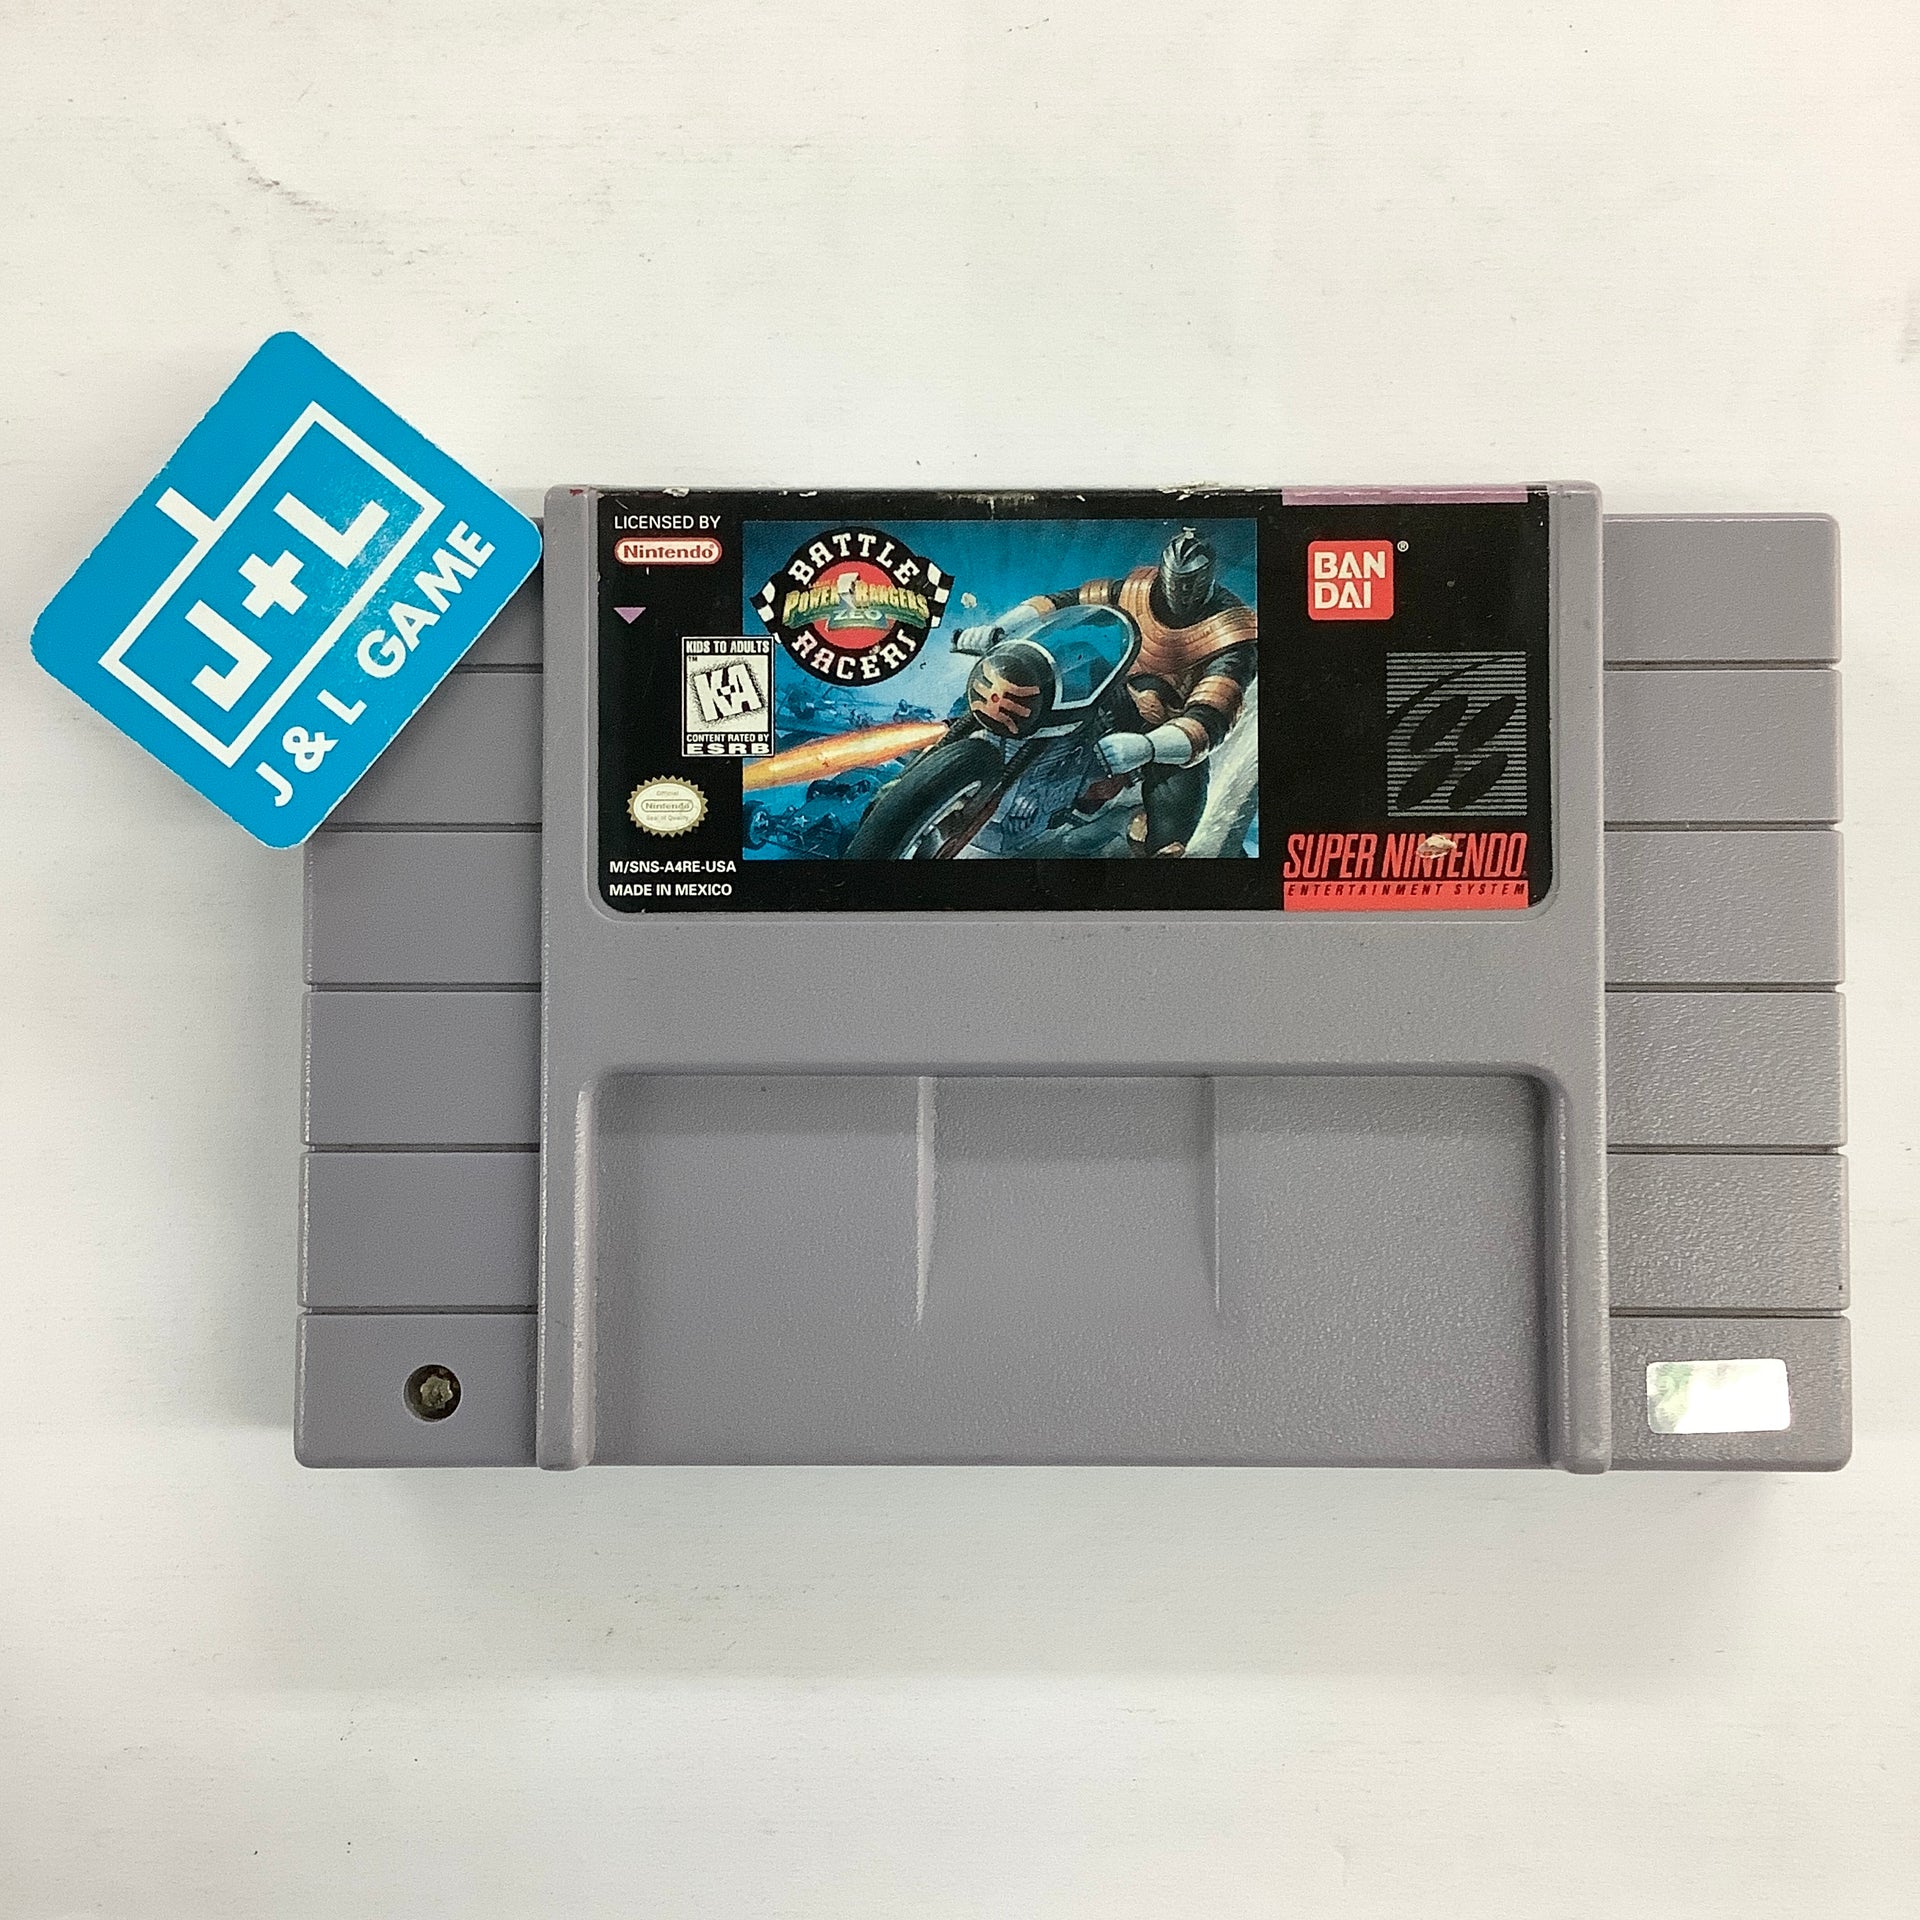 J+L
J & L GAME
LICENSED BY
Nintendo®
BATTLE
POWER RANGERS
ZEO
RACERS
KIDS TO ADULTS
™
K-A
CONTENT RATED BY
ESRB
Official
Nintendo
Seal of Quality
M/SNS-A4RE-USA
MADE IN MEXICO
BAN
DAI
®
SUPER NINTENDO
ENTERTAINMENT SYSTEM